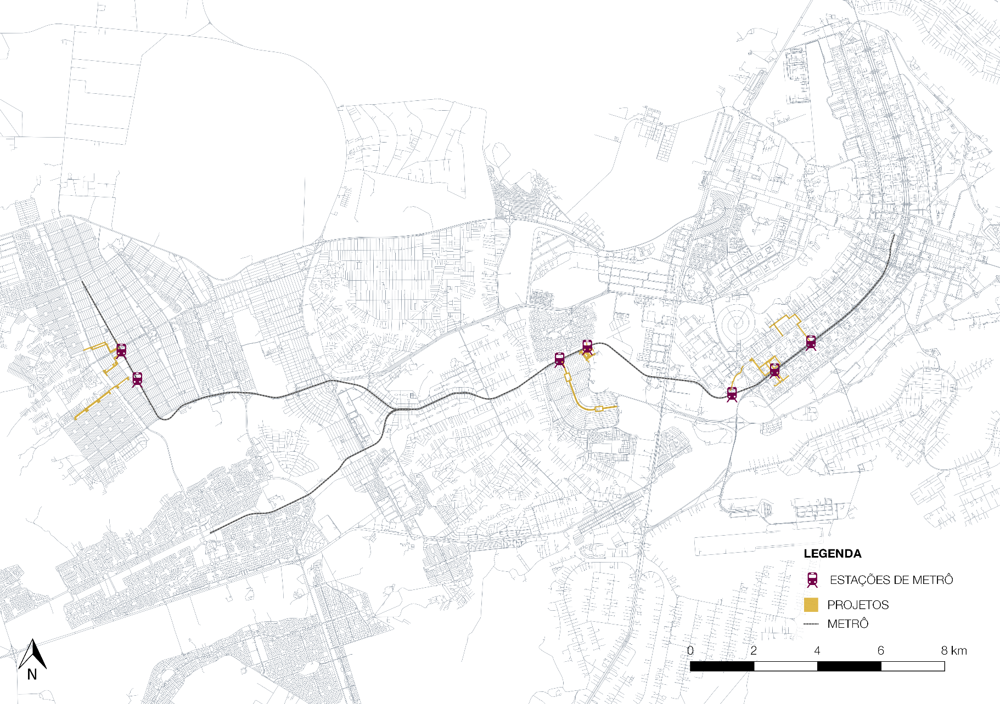 LEGENDA
ESTAÇÕES DE METRÔ
PROJETOS
METRÔ
0 2 4 6 8 km
N